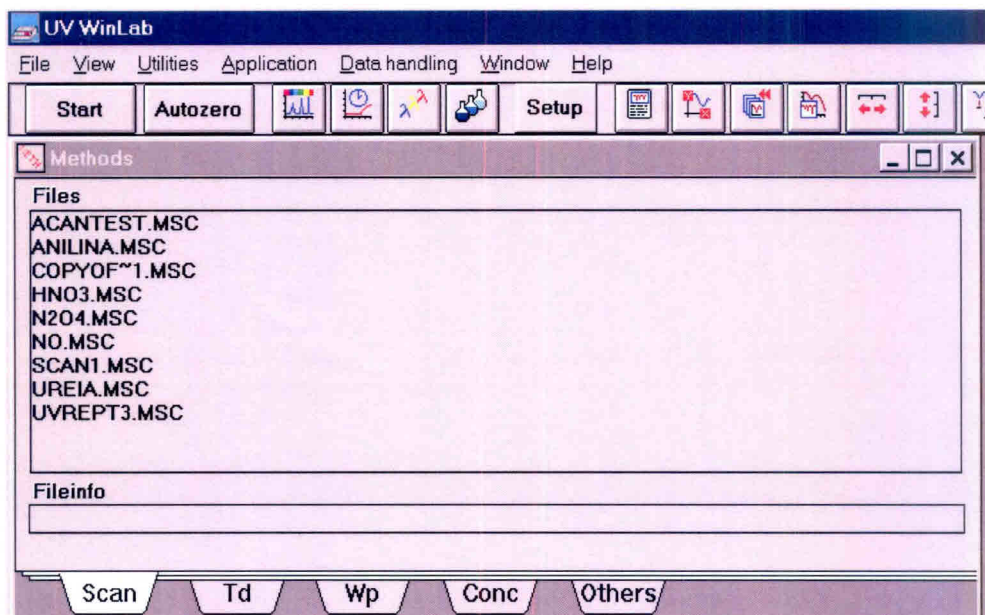 UV WinLab
File View Utilities Application Data handling Window Help
Start Autozero Setup
Methods
Files
ACANTEST.MSC
ANILINA.MSC
COPYOF~1.MSC
HNO3.MSC
N2O4.MSC
NO.MSC
SCAN1.MSC
UREIA.MSC
UVREPT3.MSC
Fileinfo
Scan Td Wp Conc Others